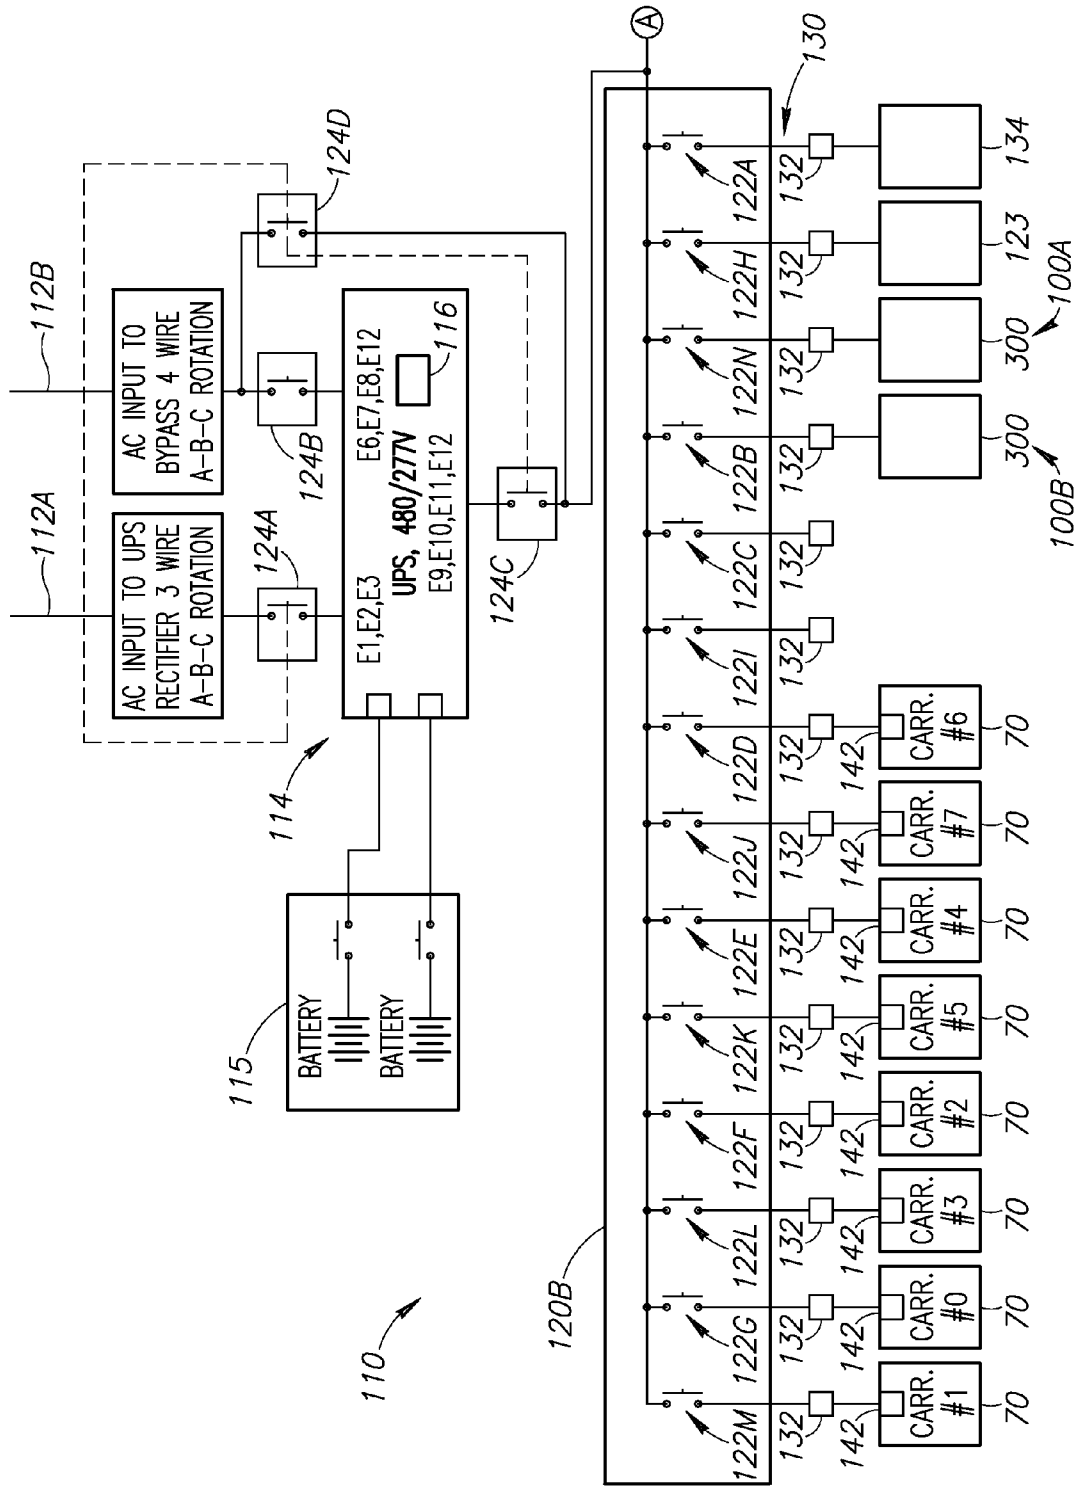 112A
112B
AC INPUT TO UPS
RECTIFIER 3 WIRE
A-B-C ROTATION
AC INPUT TO
BYPASS 4 WIRE
A-B-C ROTATION
124A
124B
124D
E1,E2,E3
E6,E7,E8,E12
UPS, 480/277V
E9,E10,E11,E12
116
114
124C
115
BATTERY
BATTERY
110
120B
A
130
122M
122G
122L
122F
122K
122E
122J
122D
122I
122C
122B
122N
122H
122A
132
132
132
132
132
132
132
132
132
132
132
132
132
132
142
142
142
142
142
142
142
142
CARR.
#1
CARR.
#0
CARR.
#3
CARR.
#2
CARR.
#5
CARR.
#4
CARR.
#7
CARR.
#6
70
70
70
70
70
70
70
70
300
300
123
134
100B
100A